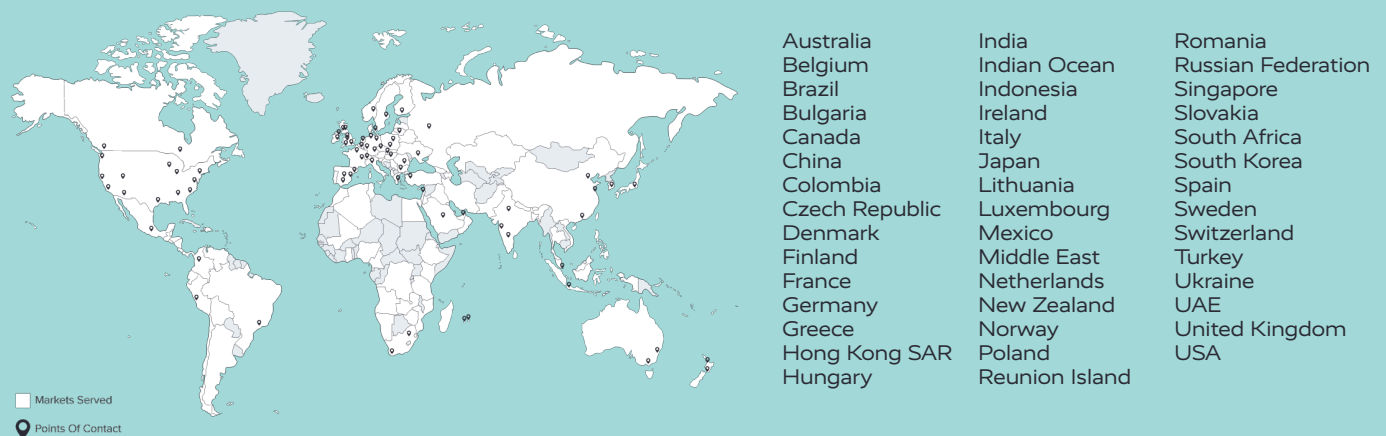 Australia
Belgium
Brazil
Bulgaria
Canada
China
Colombia
Czech Republic
Denmark
Finland
France
Germany
Greece
Hong Kong SAR
Hungary
India
Indian Ocean
Indonesia
Ireland
Italy
Japan
Lithuania
Luxembourg
Mexico
Middle East
Netherlands
New Zealand
Norway
Poland
Reunion Island
Romania
Russian Federation
Singapore
Slovakia
South Africa
South Korea
Spain
Sweden
Switzerland
Turkey
Ukraine
UAE
United Kingdom
USA
Markets Served
Points Of Contact